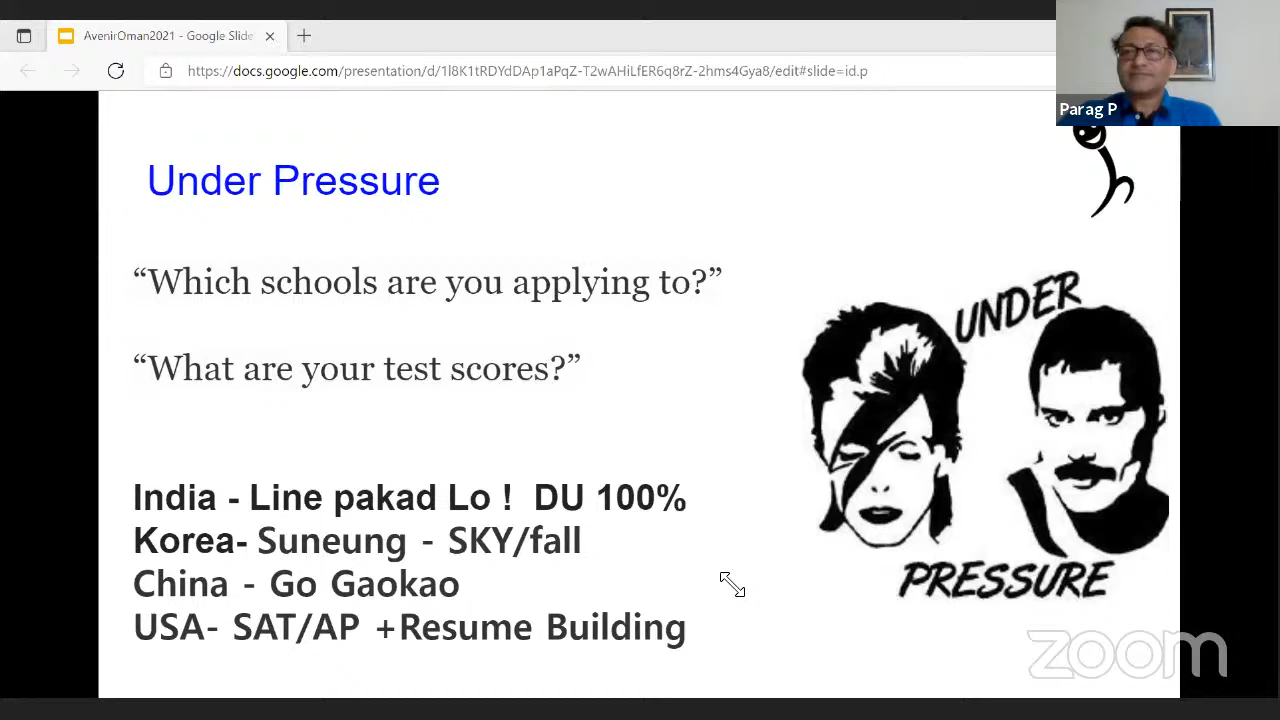 AvenirOman2021 - Google Slide
https://docs.google.com/presentation/d/1l8K1tRDYdDAp1aPqZ-T2wAHiLfER6q8rZ-2hms4Gya8/edit#slide=id.p
Parag P
Under Pressure
“Which schools are you applying to?”
“What are your test scores?”
UNDER
PRESSURE
India - Line pakad Lo ! DU 100%
Korea- Suneung - SKY/fall
China - Go Gaokao
USA- SAT/AP +Resume Building
zoom